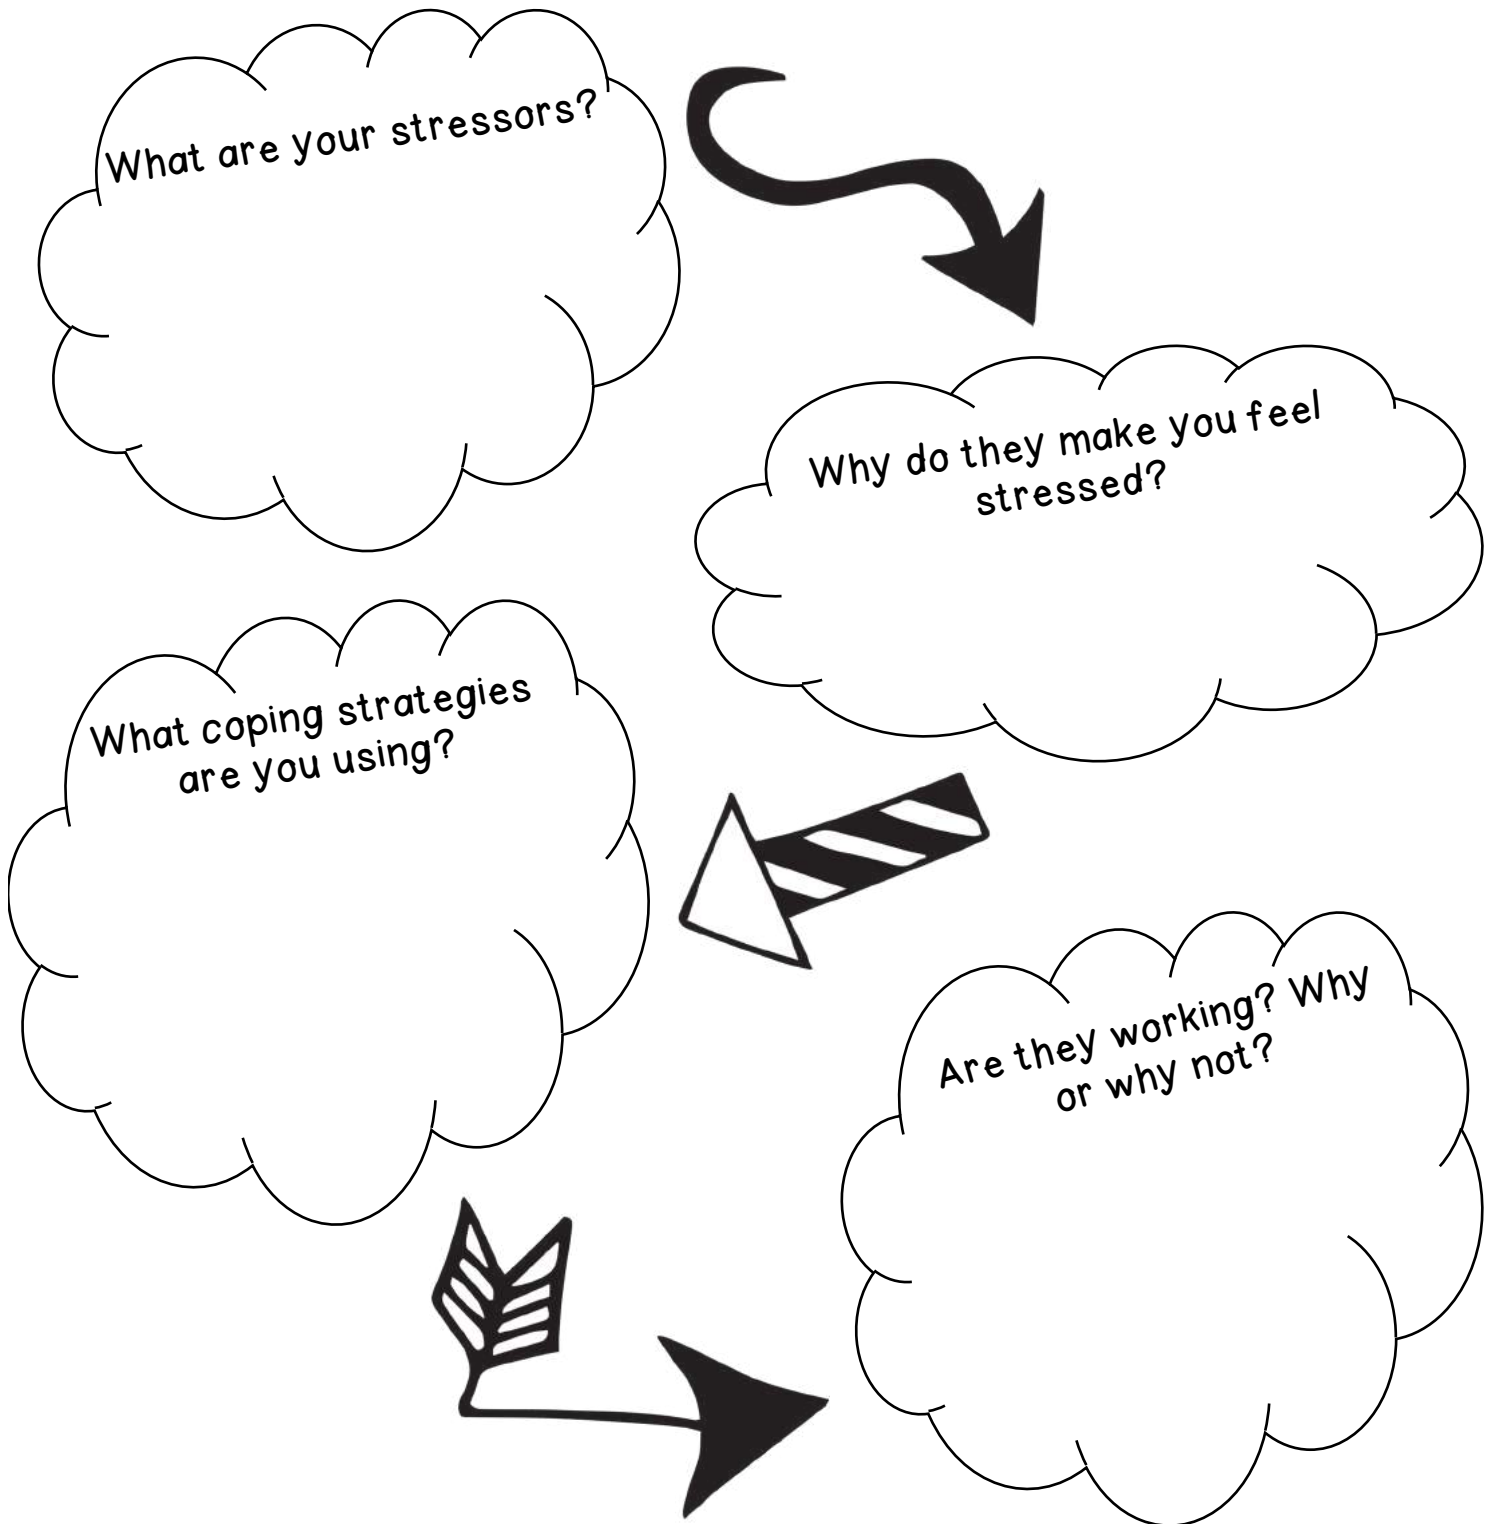 What are your stressors?
Why do they make you feel
stressed?
What coping strategies
are you using?
Are they working? Why
or why not?